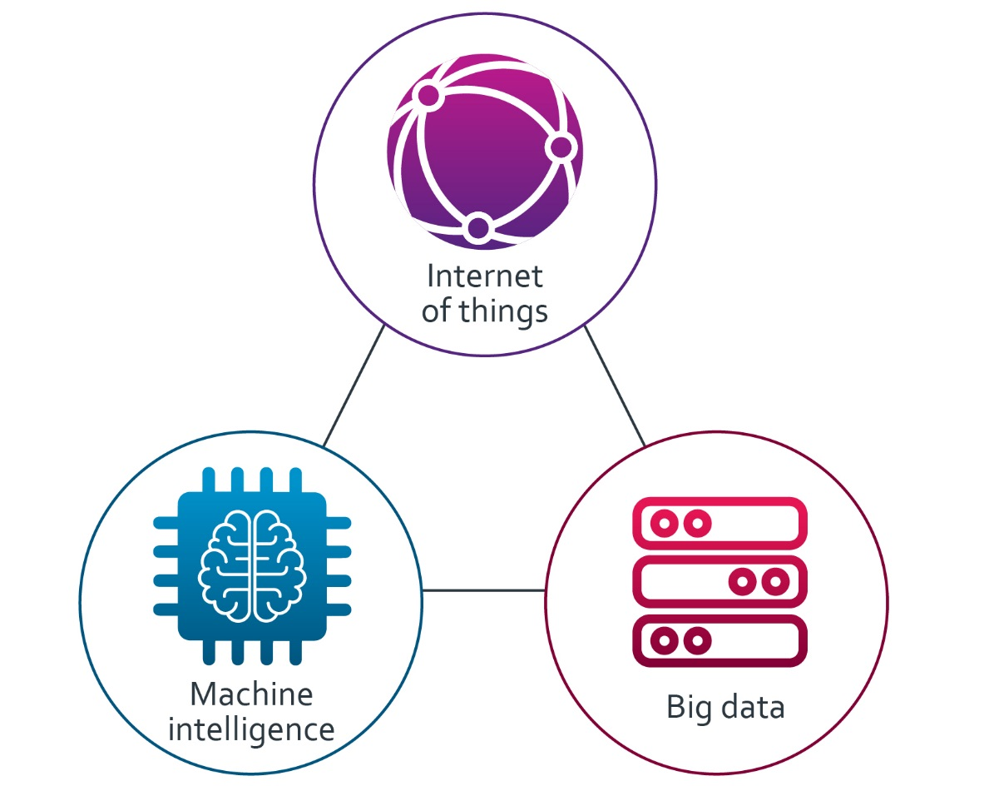 Internet
of things
Machine
intelligence
Big data